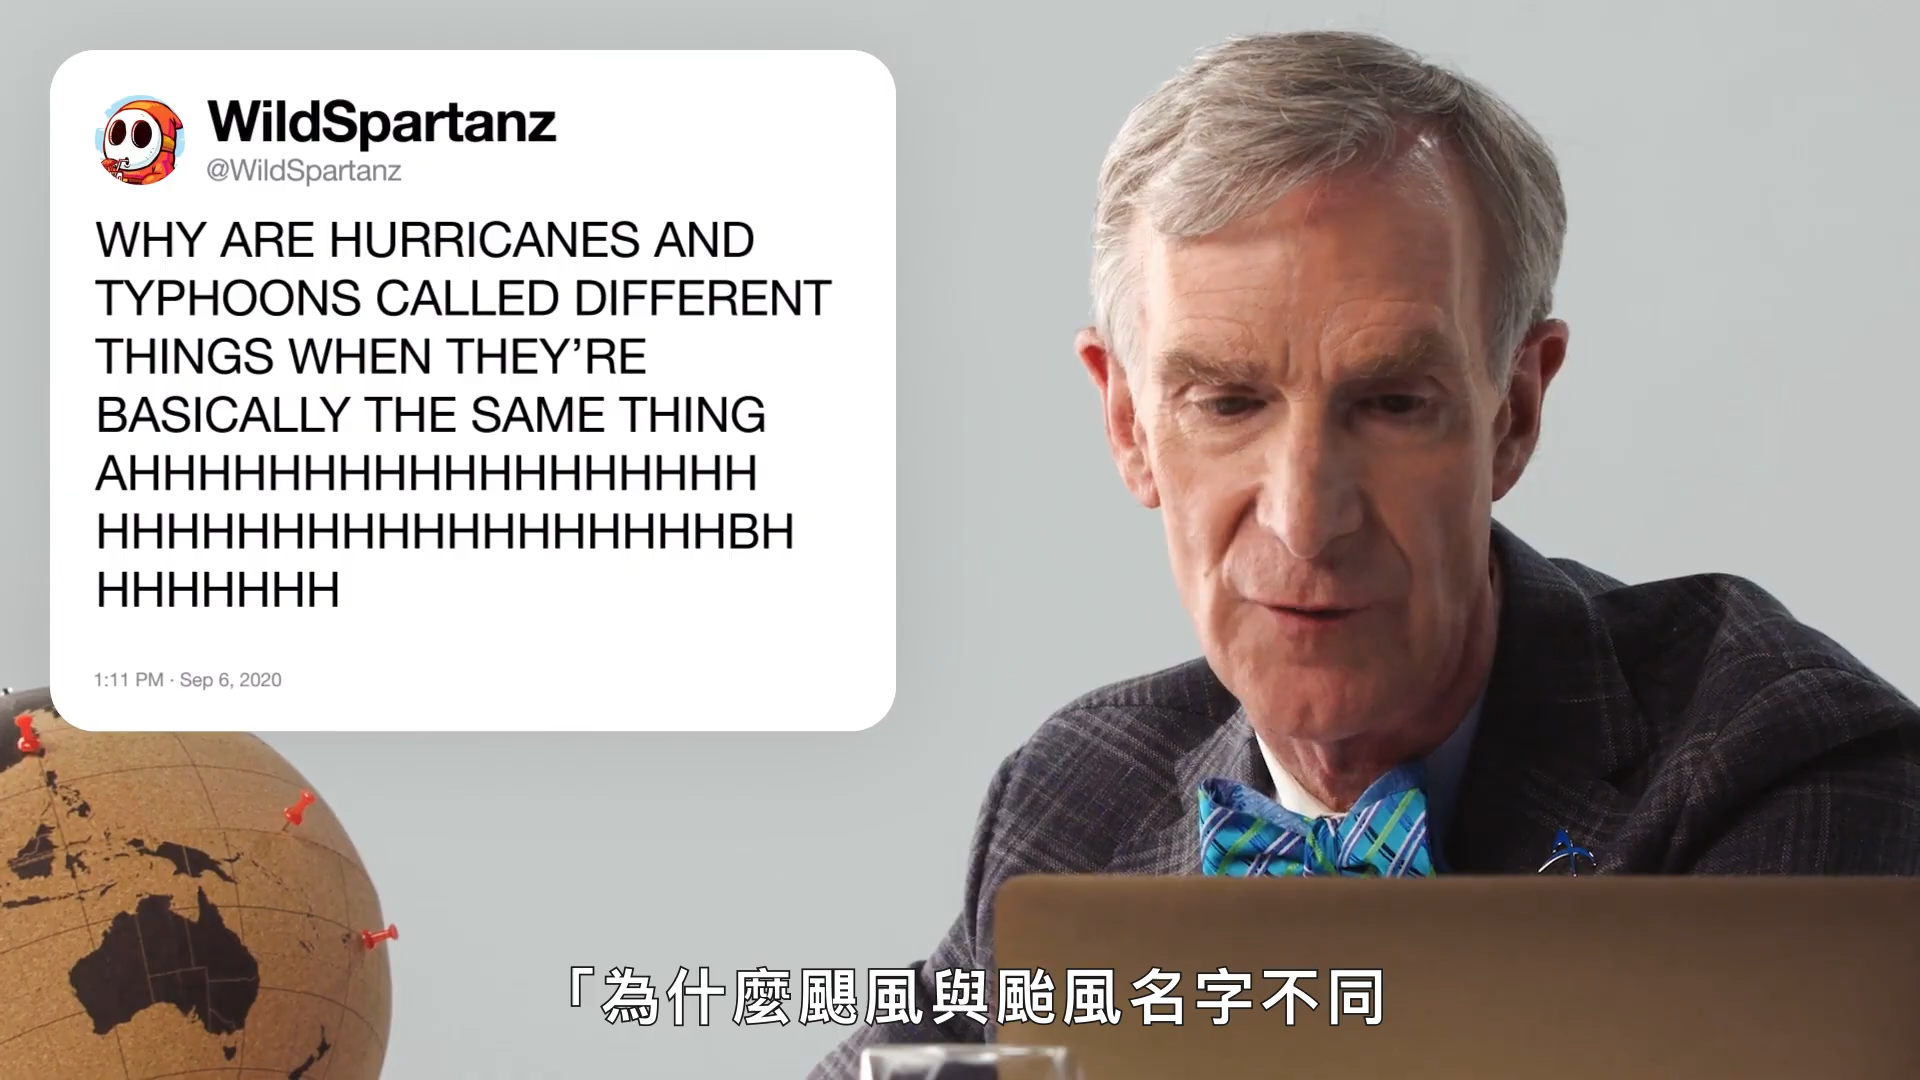 WildSpartanz
@WildSpartanz
WHY ARE HURRICANES AND
TYPHOONS CALLED DIFFERENT
THINGS WHEN THEY’RE
BASICALLY THE SAME THING
AHHHHHHHHHHHHHHHHHH
HHHHHHHHHHHHHHHHHHBH
HHHHHHH
1:11 PM · Sep 6, 2020
「為什麼颶風與颱風名字不同